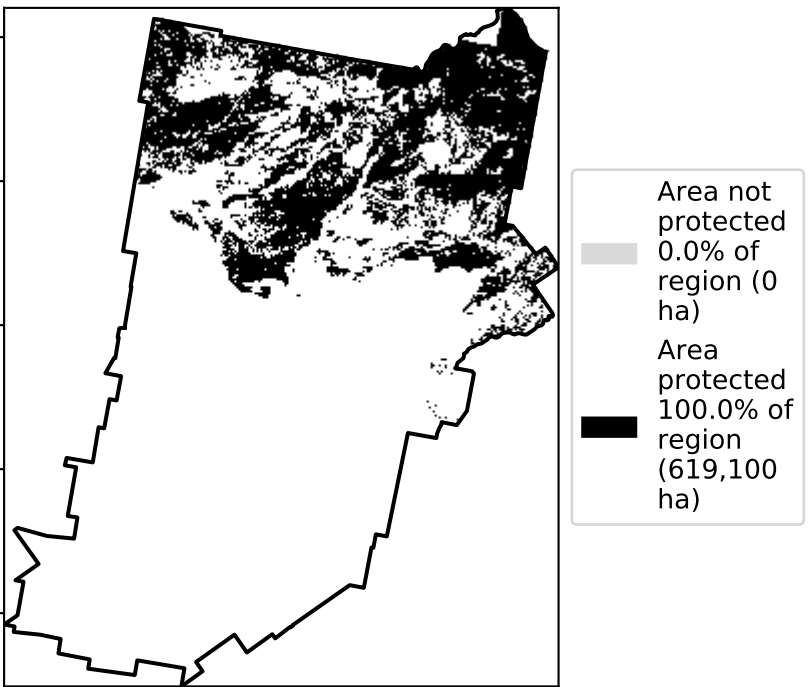 Area not
protected
0.0% of
region (0
ha)
Area
protected
100.0% of
region
(619,100
ha)